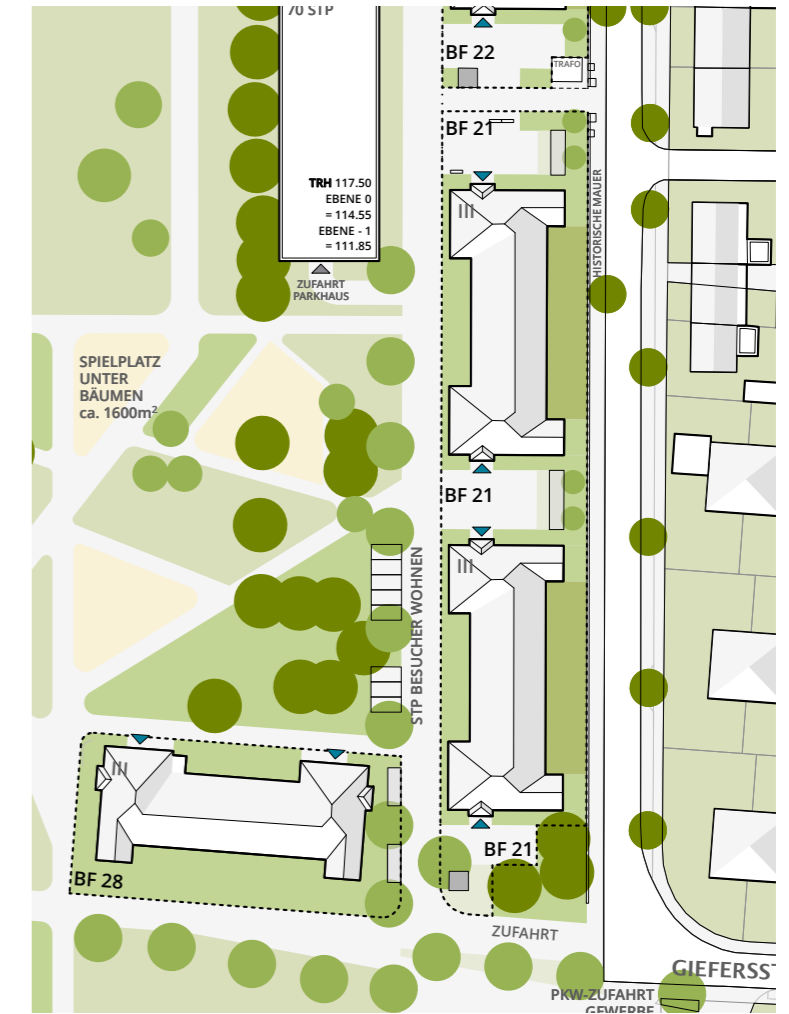 70 STP
BF 22
TRAFO
BF 21
TRH 117.50
EBENE 0
= 114.55
EBENE - 1
= 111.85
HISTORISCHE MAUER
III
ZUFAHRT
PARKHAUS
SPIELPLATZ
UNTER
BÄUMEN
ca. 1600m²
BF 21
STP BESUCHER WOHNEN
III
III
BF 21
BF 28
ZUFAHRT
PKW-ZUFAHRT
GEWERBE